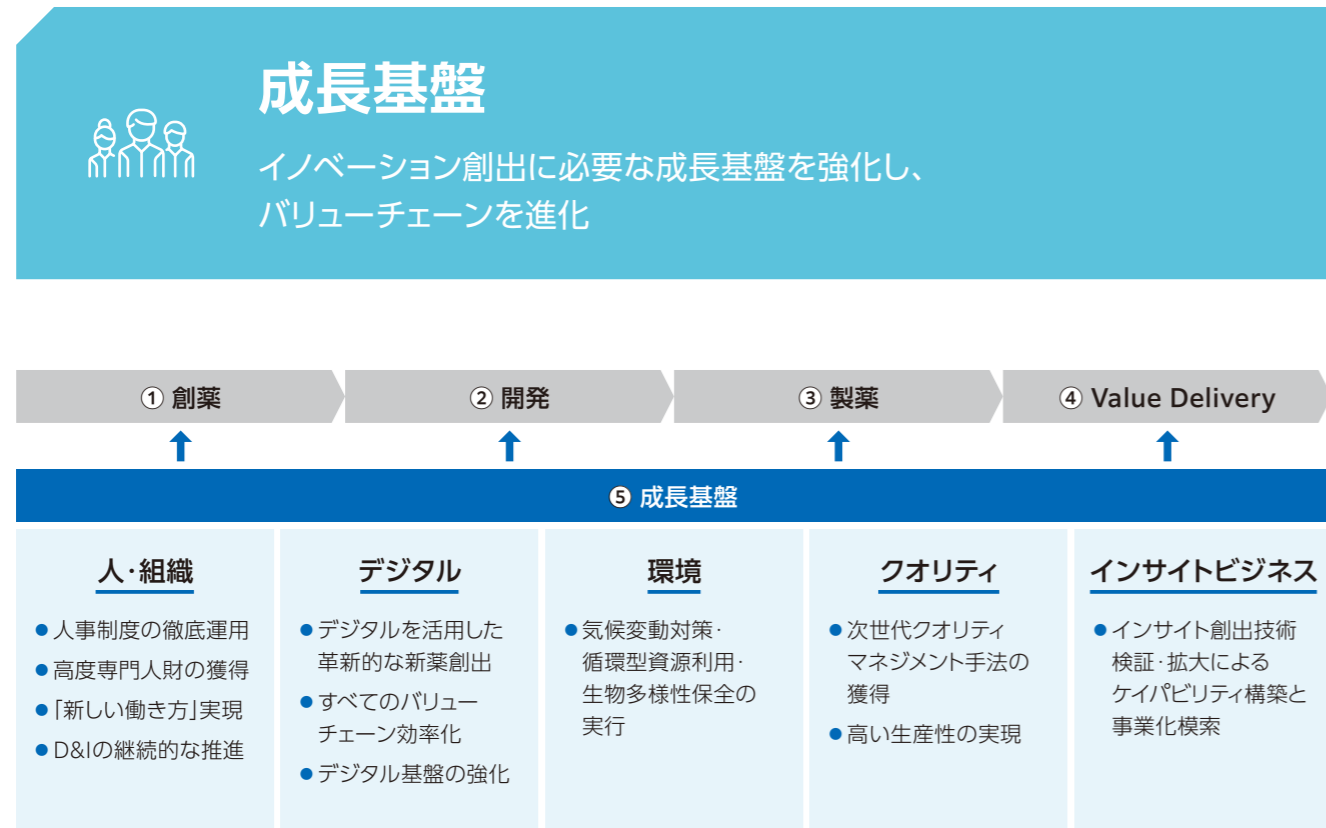 成長基盤
イノベーション創出に必要な成長基盤を強化し、
バリューチェーンを進化
① 創薬
② 開発
③ 製薬
④ Value Delivery
⑤ 成長基盤
人・組織
●人事制度の徹底運用
●高度専門人財の獲得
●「新しい働き方」実現
●D&Iの継続的な推進
デジタル
●デジタルを活用した
革新的な新薬創出
●すべてのバリュー
チェーン効率化
●デジタル基盤の強化
環境
●気候変動対策・
循環型資源利用・
生物多様性保全の
実行
クオリティ
●次世代クオリティ
マネジメント手法の
獲得
●高い生産性の実現
インサイトビジネス
●インサイト創出技術
検証・拡大による
ケイパビリティ構築と
事業化模索